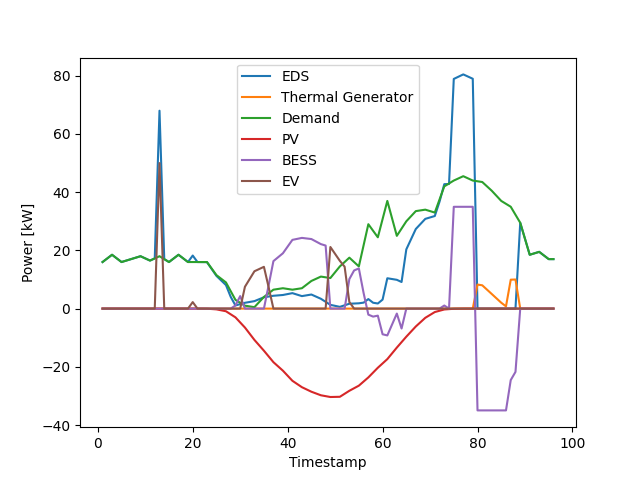 80
60
40
20
0
−20
−40
Power [kW]
EDS
Thermal Generator
Demand
PV
BESS
EV
0 20 40 60 80 100
Timestamp